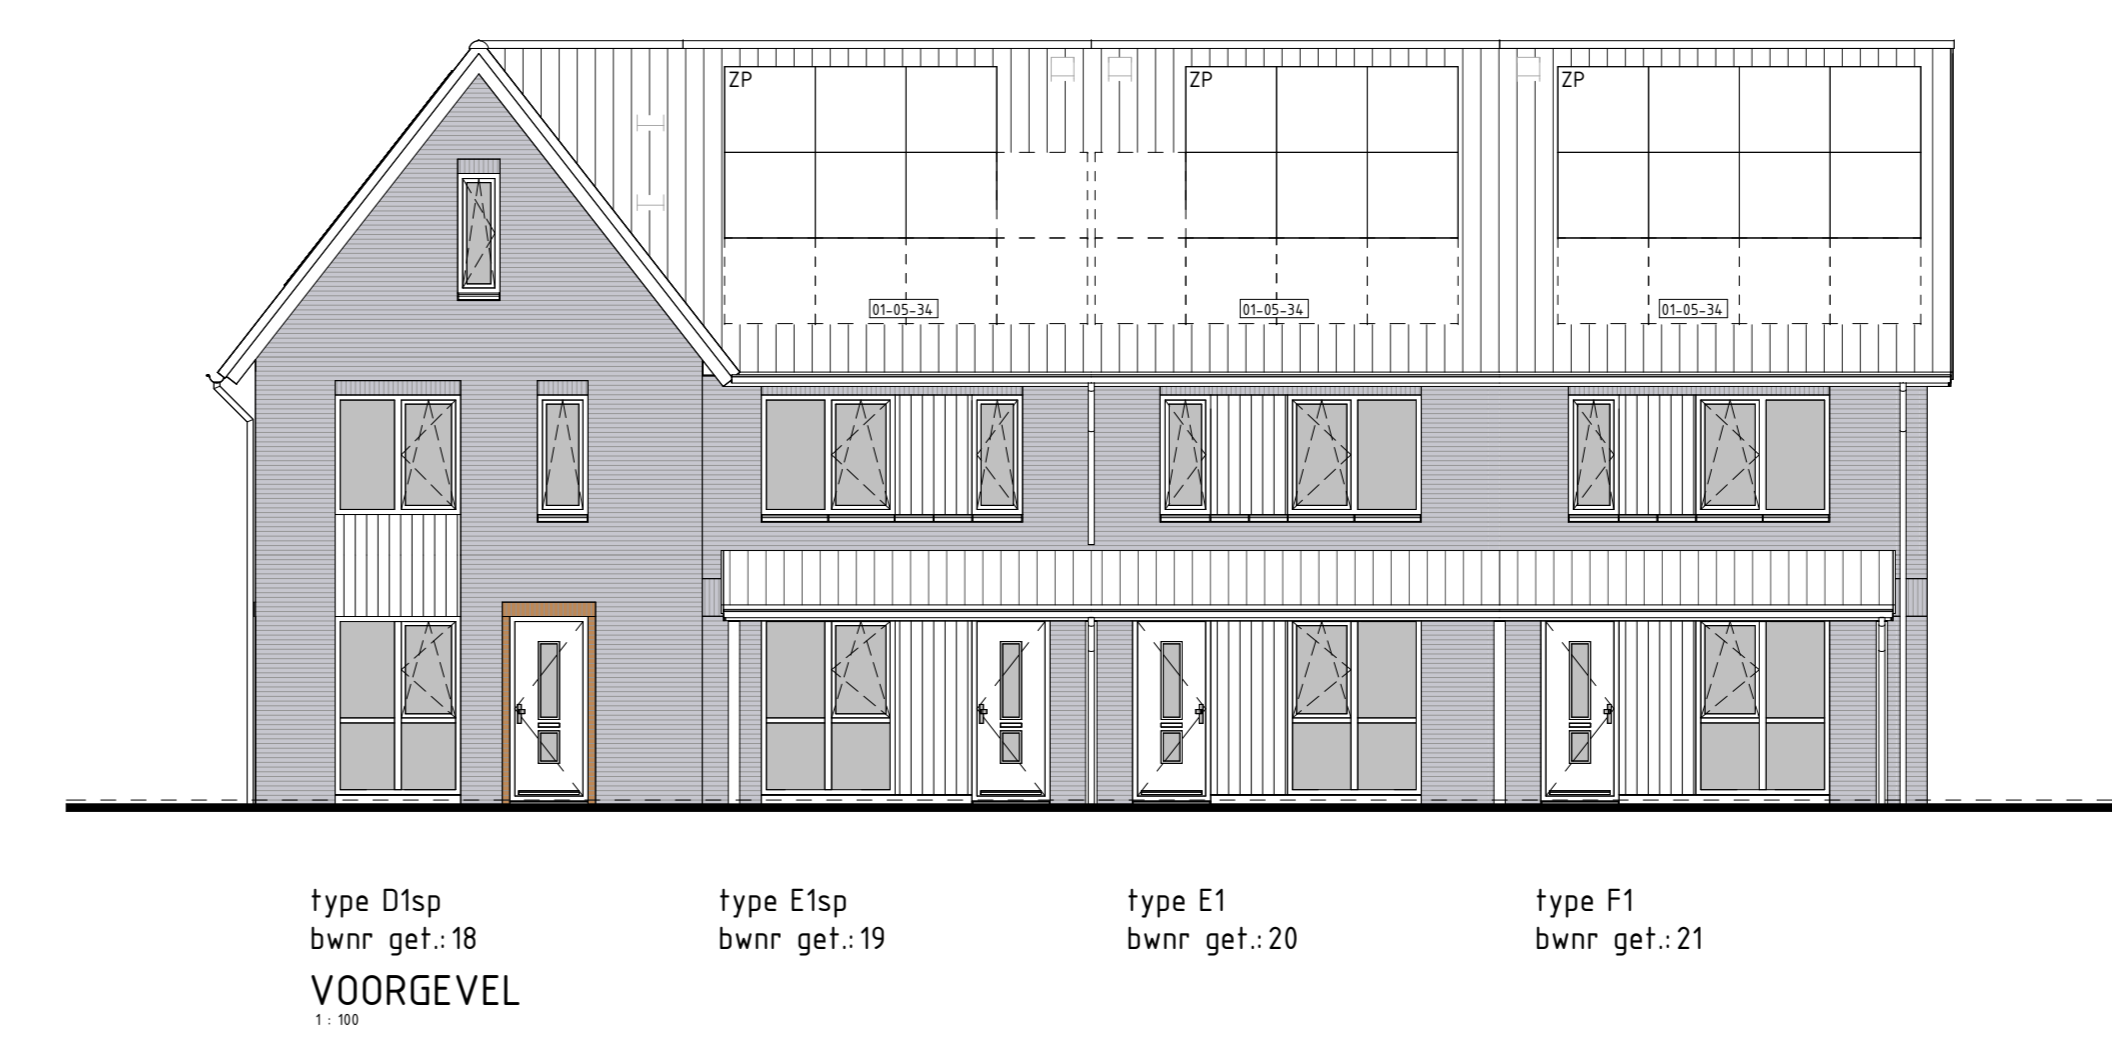 ZP
ZP
ZP
01-05-34
01-05-34
01-05-34
type D1sp
bwnr get.: 18
type E1sp
bwnr get.: 19
type E1
bwnr get.: 20
type F1
bwnr get.: 21
VOORGEVEL
1 : 100